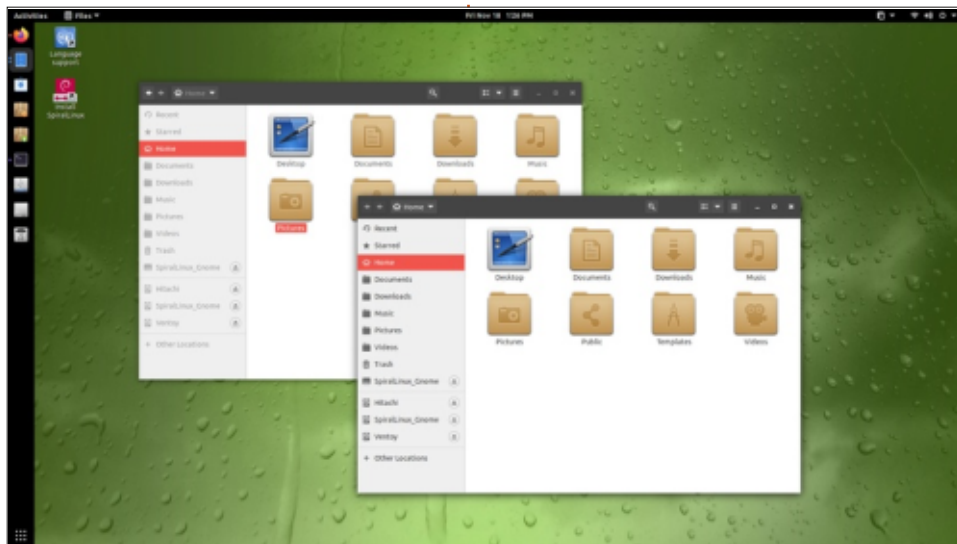 Activities Files Fri Nov 18 1:26 PM
Language
support
Install
SpiralLinux
Home
Recent
Starred
Home
Documents
Downloads
Music
Pictures
Videos
Trash
SpiralLinux_Gnome
Hitachi
SpiralLinux_Gnome
Ventoy
+ Other Locations
Desktop Documents Downloads Music
Pictures
Home
Recent
Starred
Home
Documents
Downloads
Music
Pictures
Videos
Trash
SpiralLinux_Gnome
Hitachi
SpiralLinux_Gnome
Ventoy
+ Other Locations
Desktop Documents Downloads Music
Pictures Public Templates Videos